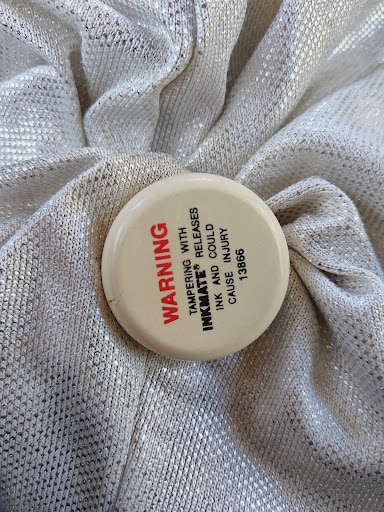 WARNING
TAMPERING WITH
INKMATE® RELEASES
INK AND COULD
CAUSE INJURY
13866